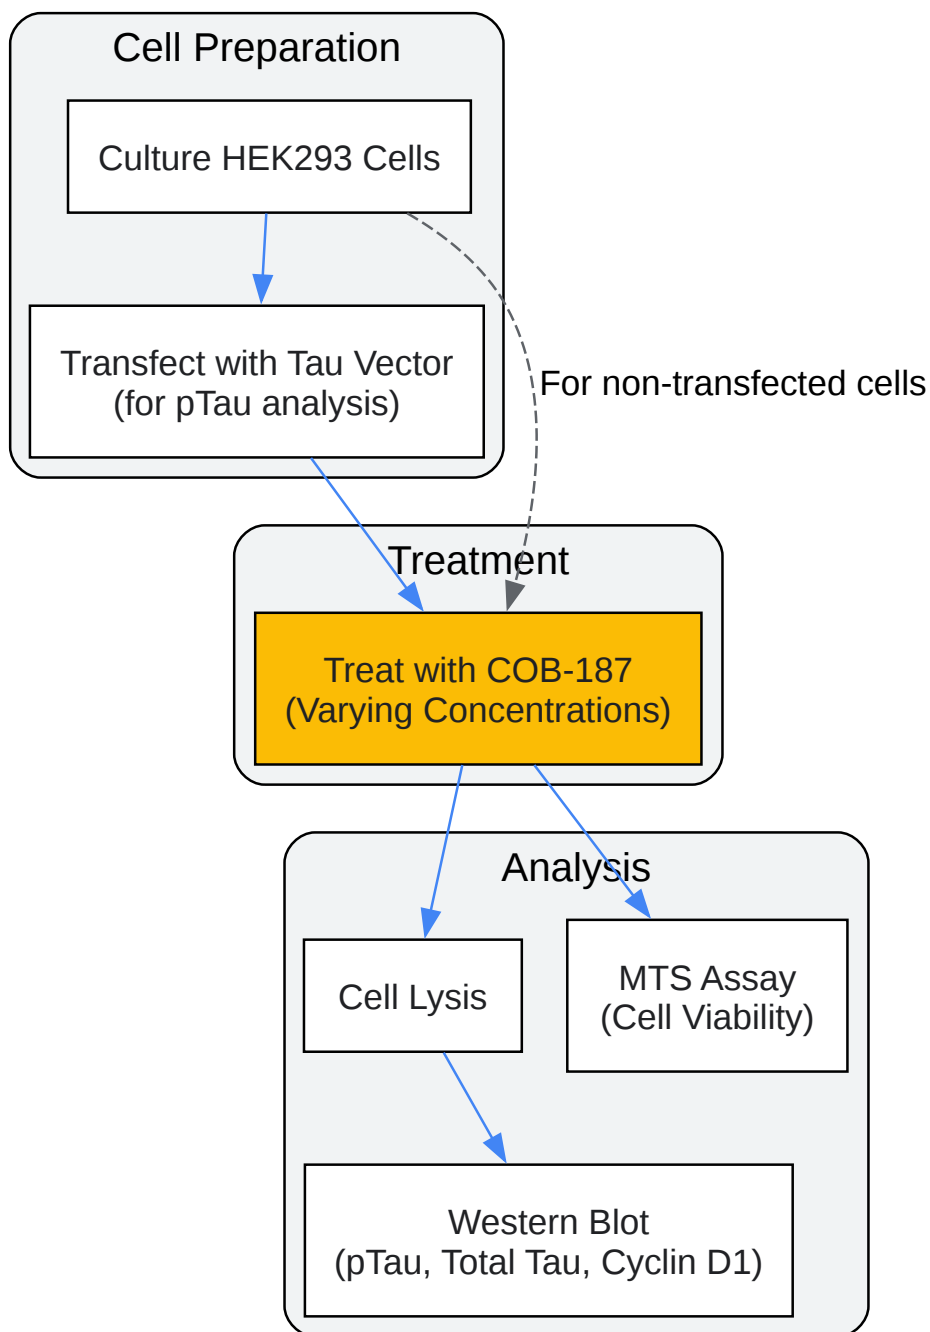 Cell Preparation
Culture HEK293 Cells
Transfect with Tau Vector
(for pTau analysis)
For non-transfected cells
Treatment
Treat with COB-187
(Varying Concentrations)
Analysis
Cell Lysis
MTS Assay
(Cell Viability)
Western Blot
(pTau, Total Tau, Cyclin D1)